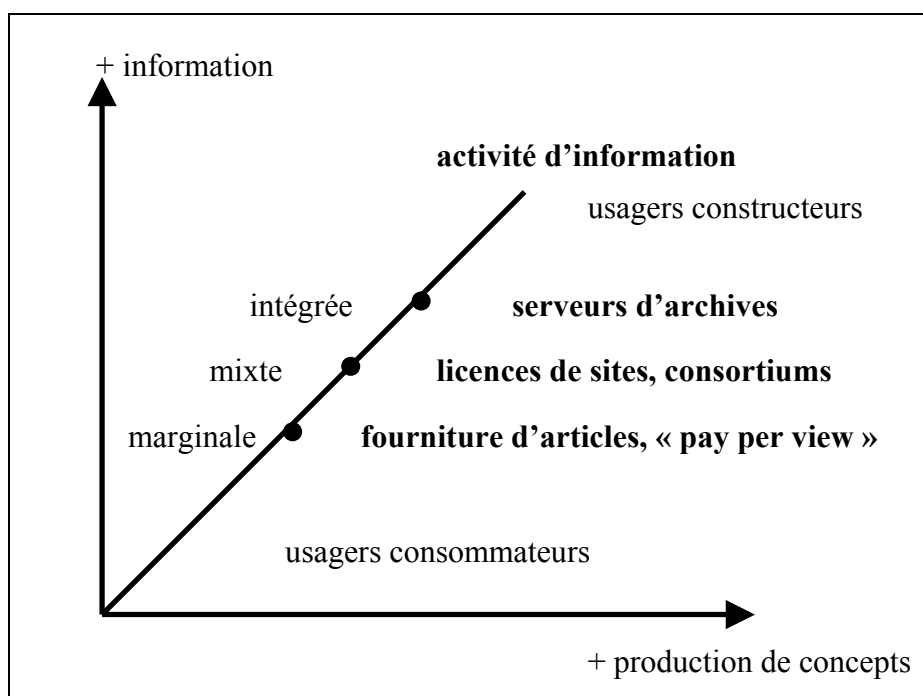 + information
activité d’information
usagers constructeurs
intégrée serveurs d’archives
mixte licences de sites, consortiums
marginale fourniture d’articles, « pay per view »
usagers consommateurs
+ production de concepts